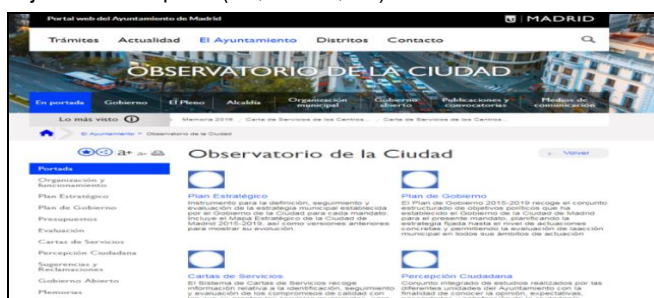 Portal web del Ayuntamiento de Madrid
MADRID
Trámites Actualidad El Ayuntamiento Distritos Contacto
OBSERVATORIO DE LA CIUDAD
En portada Gobierno El Pleno Alcaldía Organización municipal Gobierno abierto Publicaciones y convocatorias Medios de comunicación
Lo más visto Memoria 2016 / Carta de Servicios de los Centros... / Carta de Servicios de los Centros...
El Ayuntamiento > Observatorio de la Ciudad
a+ a-
Observatorio de la Ciudad
Volver
Portada
Organización y
funcionamiento
Plan Estratégico
Plan de Gobierno
Presupuestos
Evaluación
Cartas de Servicios
Percepción Ciudadana
Sugerencias y
Reclamaciones
Gobierno Abierto
Memorias
Plan Estratégico
Instrumento para la definición, seguimiento y
evaluación de la estrategia municipal establecida
por el Gobierno de la Ciudad para cada mandato.
Incluye el Mapa Estratégico de la Ciudad de
Madrid 2015-2019, así como versiones anteriores
para mostrar su evolución.
Plan de Gobierno
El Plan de Gobierno 2015-2019 recoge el conjunto
estructurado de objetivos políticos que ha
establecido el Gobierno de la Ciudad de Madrid
para el presente mandato, planificando la
estrategia fijada hasta el nivel de actuaciones
concretas y permitiendo la evaluación de la acción
municipal en todos sus ámbitos de actuación
Cartas de Servicios
El Sistema de Cartas de Servicios recoge
información relativa a la identificación, seguimiento
y evaluación de los compromisos de calidad con
Percepción Ciudadana
Conjunto integrado de estudios realizados por las
diferentes unidades del Ayuntamiento con la
finalidad de conocer la opinión, expectativas,